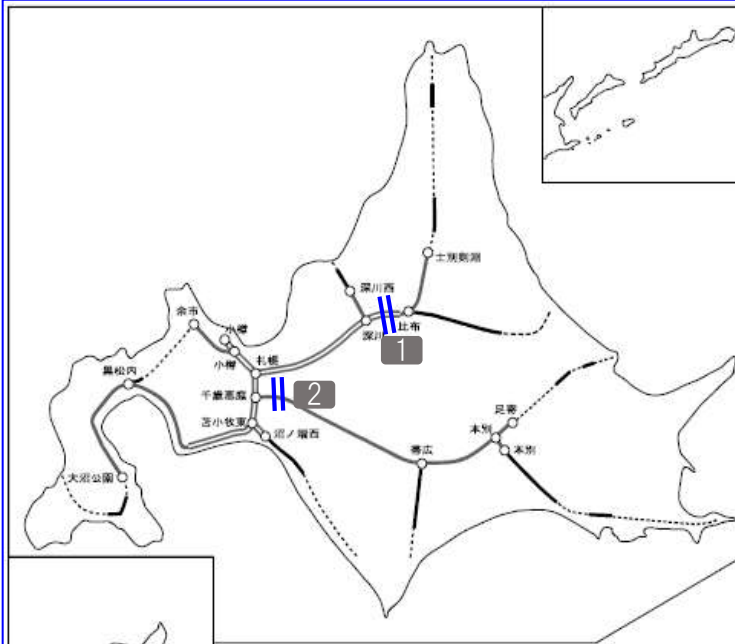 士別剣淵
深川西
余市
小樽
深川
比布
1
小樽
札幌
黒松内
千歳恵庭
2
苫小牧東
沼ノ端西
足寄
本別
本別
帯広
大沼公園